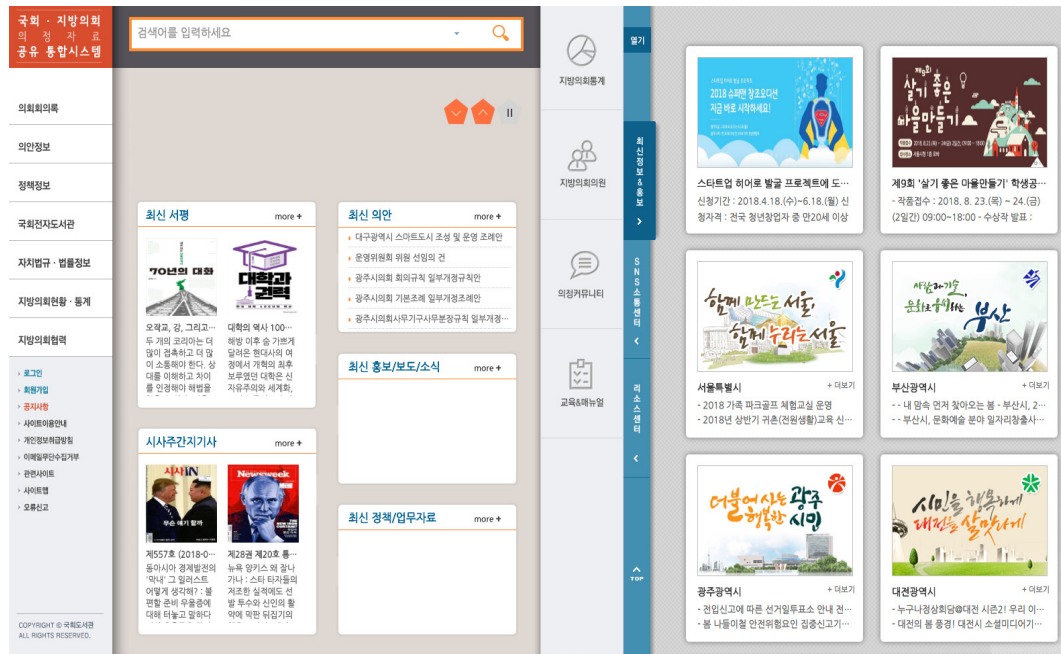 국회 · 지방의회
의 정 자 료
공유 통합시스템
검색어를 입력하세요
의회회의록
의안정보
정책정보
국회전자도서관
자치법규 · 법률정보
지방의회현황 · 통계
지방의회협력
로그인
회원가입
공지사항
사이트이용안내
개인정보취급방침
이메일무단수집거부
관련사이트
사이트맵
오류신고
COPYRIGHT © 국회도서관
ALL RIGHTS RESERVED.
최신 서평
more +
70년의 대화
대학과
권력
오작교, 강, 그리고…
두 개의 코리아는 더
많이 접촉하고 더 많
이 소통해야 한다. 상
대를 이해하고 차이
를 인정해야 해법을
대학의 역사 100…
해방 이후 숨 가쁘게
달려온 현대사의 여
정에서 개혁의 최후
보루였던 대학은 신
자유주의와 세계화,
시사주간지기사
more +
시사IN
무슨 얘기 할까
Newsweek
제557호 (2018-0…
동아시아 경제발전의
'막내' 그 일러스트
어떻게 생각해? : 불
편할 준비 우울증에
대해 터놓고 말하다
제28권 제20호 통…
뉴욕 양키스 왜 잘나
가나 : 스타 타자들의
저조한 실적에도 선
발 투수와 신인의 활
약에 막판 뒤집기의
최신 의안
more +
대구광역시 스마트도시 조성 및 운영 조례안
운영위원회 위원 선임의 건
광주시의회 회의규칙 일부개정규칙안
광주시의회 기본조례 일부개정조례안
광주시의회사무기구사무분장규칙 일부개정…
최신 홍보/보도/소식
more +
최신 정책/업무자료
more +
지방의회통계
지방의회의원
의정커뮤니티
교육&매뉴얼
열기
최신정보&홍보
SNS소통센터
리소스센터
TOP
2018 슈퍼맨 창조오디션
지금 바로 시작하세요!
스타트업 히어로 발굴 프로젝트에 도…
신청기간 : 2018.4.18.(수)~6.18.(월) 신
청자격 : 전국 청년창업자 중 만20세 이상
제9회
살기 좋은
마을만들기
제9회 '살기 좋은 마을만들기' 학생공…
- 작품접수 : 2018. 8. 23.(목) ~ 24.(금)
(2일간) 09:00~18:00 - 수상작 발표 :
함께 만드는 서울,
함께 누리는 서울
서울특별시
+ 더보기
- 2018 가족 파크골프 체험교실 운영
- 2018년 상반기 귀촌(전원생활)교육 신…
사람과 기술,
문화로 융성하는
부산
부산광역시
+ 더보기
- - 내 맘속 먼저 찾아오는 봄 - 부산시, 2…
- - 부산시, 문화예술 분야 일자리창출사…
더불어 사는 광주
행복한 시민
광주광역시
+ 더보기
- 전입신고에 따른 선거일투표소 안내 전…
- 봄 나들이철 안전위험요인 집중신고기…
시민을 행복하게
대전을 살맛나게
대전광역시
+ 더보기
- 누구나정상회담@대전 시즌2! 우리 이…
- 대전의 봄 풍경! 대전시 소셜미디어기…